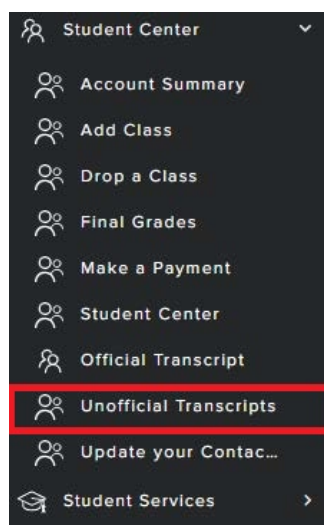 Student Center
Account Summary
Add Class
Drop a Class
Final Grades
Make a Payment
Student Center
Official Transcript
Unofficial Transcripts
Update your Contac...
Student Services